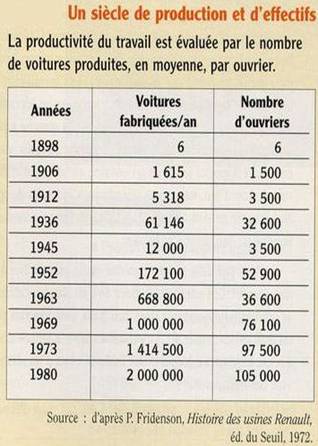 Un siècle de production et d'effectifs
La productivité du travail est évaluée par le nombre
de voitures produites, en moyenne, par ouvrier.
Années Voitures fabriquées/an Nombre d'ouvriers
1898 6 6
1906 1 615 1 500
1912 5 318 3 500
1936 61 146 32 600
1945 12 000 3 500
1952 172 100 52 900
1963 668 800 36 600
1969 1 000 000 76 100
1973 1 414 500 97 500
1980 2 000 000 105 000
Source : d'après P. Fridenson, Histoire des usines Renault,
éd. du Seuil, 1972.